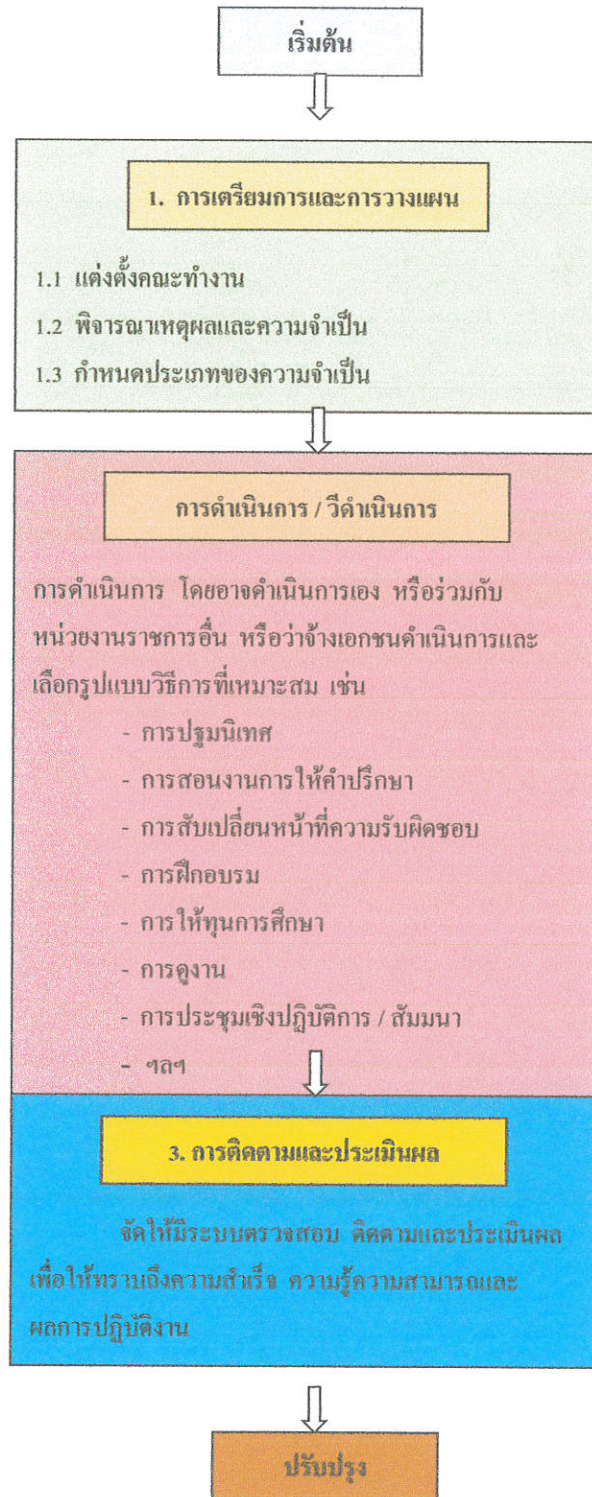 เริ่มต้น
1. การเตรียมการและการวางแผน
1.1 แต่งตั้งคณะทำงาน
1.2 พิจารณาเหตุผลและความจำเป็น
1.3 กำหนดประเภทของความจำเป็น
การดำเนินการ / วีดำเนินการ
การดำเนินการ โดยอาจดำเนินการเอง หรือร่วมกับ
หน่วยงานราชการอื่น หรือว่าจ้างเอกชนดำเนินการและ
เลือกรูปแบบวิธีการที่เหมาะสม เช่น
- การปฐมนิเทศ
- การสอนงานการให้คำปรึกษา
- การสับเปลี่ยนหน้าที่ความรับผิดชอบ
- การฝึกอบรม
- การให้ทุนการศึกษา
- การดูงาน
- การประชุมเชิงปฏิบัติการ / สัมมนา
- ฯลฯ
3. การติดตามและประเมินผล
จัดให้มีระบบตรวจสอบ ติดตามและประเมินผล
เพื่อให้ทราบถึงความสำเร็จ ความรู้ความสามารถและ
ผลการปฏิบัติงาน
ปรับปรุง